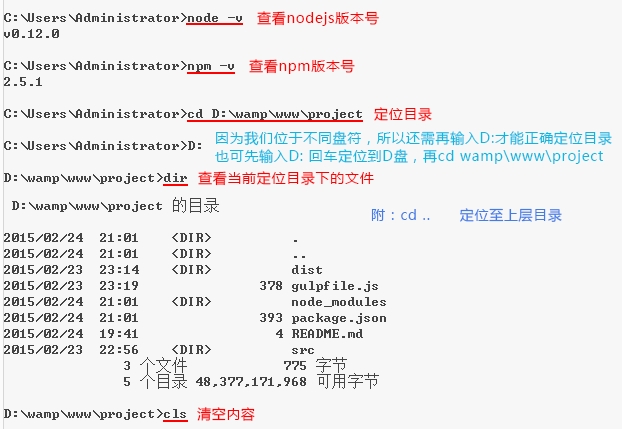 C:\Users\Administrator>node -v 查看nodejs版本号
v0.12.0
C:\Users\Administrator>npm -v 查看npm版本号
2.5.1
C:\Users\Administrator>cd D:\wamp\www\project 定位目录
C:\Users\Administrator>D: 因为我们位于不同盘符，所以还需再输入D:才能正确定位目录
也可先输入D: 回车定位到D盘，再cd wamp\www\project
D:\wamp\www\project>dir 查看当前定位目录下的文件
D:\wamp\www\project 的目录
附：cd .. 定位至上层目录
2015/02/24 21:01 <DIR> .
2015/02/24 21:01 <DIR> ..
2015/02/23 23:14 <DIR> dist
2015/02/23 23:19 378 gulpfile.js
2015/02/24 21:01 <DIR> node_modules
2015/02/24 21:01 393 package.json
2015/02/24 19:41 4 README.md
2015/02/23 22:56 <DIR> src
3 个文件 775 字节
5 个目录 48,377,171,968 可用字节
D:\wamp\www\project>cls 清空内容